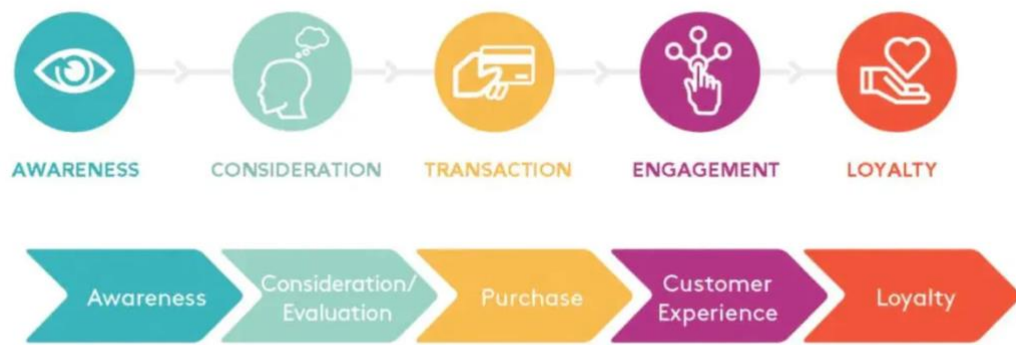 AWARENESS
CONSIDERATION
TRANSACTION
ENGAGEMENT
LOYALTY
Awareness
Consideration/
Evaluation
Purchase
Customer
Experience
Loyalty